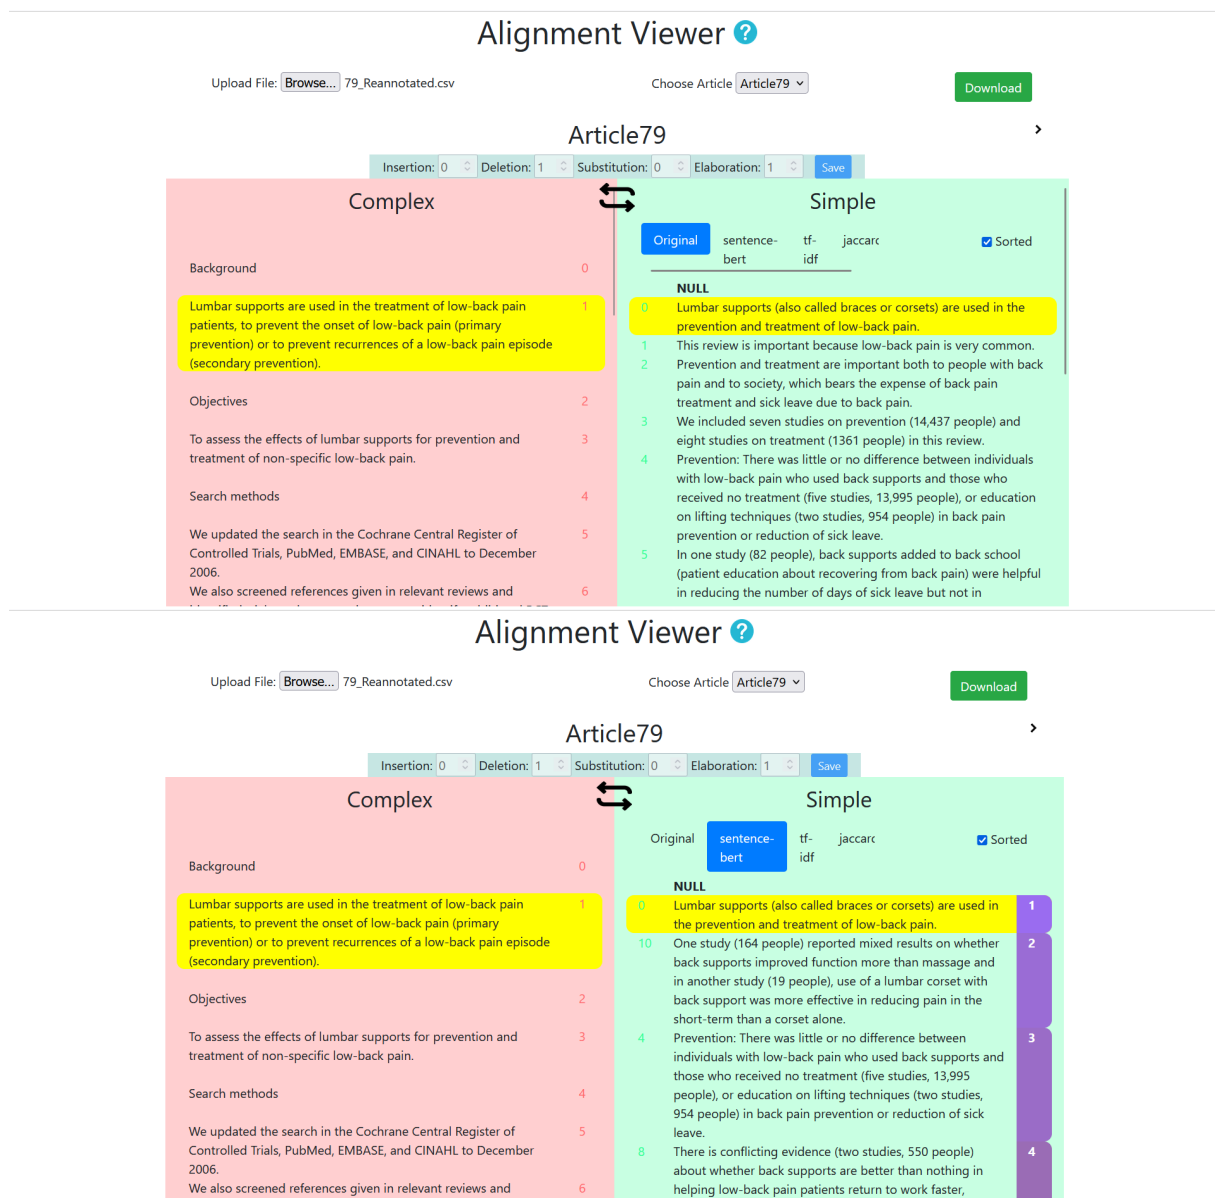 Alignment Viewer ?
Upload File: Browse... 79_Reannotated.csv
Choose Article Article79
Download
Article79
Insertion: 0 Deletion: 1 Substitution: 0 Elaboration: 1 Save
Complex
Background 0
Lumbar supports are used in the treatment of low-back pain 1
patients, to prevent the onset of low-back pain (primary
prevention) or to prevent recurrences of a low-back pain episode
(secondary prevention).
Objectives 2
To assess the effects of lumbar supports for prevention and 3
treatment of non-specific low-back pain.
Search methods 4
We updated the search in the Cochrane Central Register of 5
Controlled Trials, PubMed, EMBASE, and CINAHL to December
2006.
We also screened references given in relevant reviews and 6
Simple
Original sentence-bert tf-idf jaccard Sorted
NULL
0 Lumbar supports (also called braces or corsets) are used in the
prevention and treatment of low-back pain.
1 This review is important because low-back pain is very common.
2 Prevention and treatment are important both to people with back
pain and to society, which bears the expense of back pain
treatment and sick leave due to back pain.
3 We included seven studies on prevention (14,437 people) and
eight studies on treatment (1361 people) in this review.
4 Prevention: There was little or no difference between individuals
with low-back pain who used back supports and those who
received no treatment (five studies, 13,995 people), or education
on lifting techniques (two studies, 954 people) in back pain
prevention or reduction of sick leave.
5 In one study (82 people), back supports added to back school
(patient education about recovering from back pain) were helpful
in reducing the number of days of sick leave but not in
Alignment Viewer ?
Upload File: Browse... 79_Reannotated.csv
Choose Article Article79
Download
Article79
Insertion: 0 Deletion: 1 Substitution: 0 Elaboration: 1 Save
Complex
Background 0
Lumbar supports are used in the treatment of low-back pain 1
patients, to prevent the onset of low-back pain (primary
prevention) or to prevent recurrences of a low-back pain episode
(secondary prevention).
Objectives 2
To assess the effects of lumbar supports for prevention and 3
treatment of non-specific low-back pain.
Search methods 4
We updated the search in the Cochrane Central Register of 5
Controlled Trials, PubMed, EMBASE, and CINAHL to December
2006.
We also screened references given in relevant reviews and 6
Simple
Original sentence-bert tf-idf jaccard Sorted
NULL
0 Lumbar supports (also called braces or corsets) are used in 1
the prevention and treatment of low-back pain.
10 One study (164 people) reported mixed results on whether 2
back supports improved function more than massage and
in another study (19 people), use of a lumbar corset with
back support was more effective in reducing pain in the
short-term than a corset alone.
4 Prevention: There was little or no difference between 3
individuals with low-back pain who used back supports and
those who received no treatment (five studies, 13,995
people), or education on lifting techniques (two studies,
954 people) in back pain prevention or reduction of sick
leave.
8 There is conflicting evidence (two studies, 550 people) 4
about whether back supports are better than nothing in
helping low-back pain patients return to work faster,